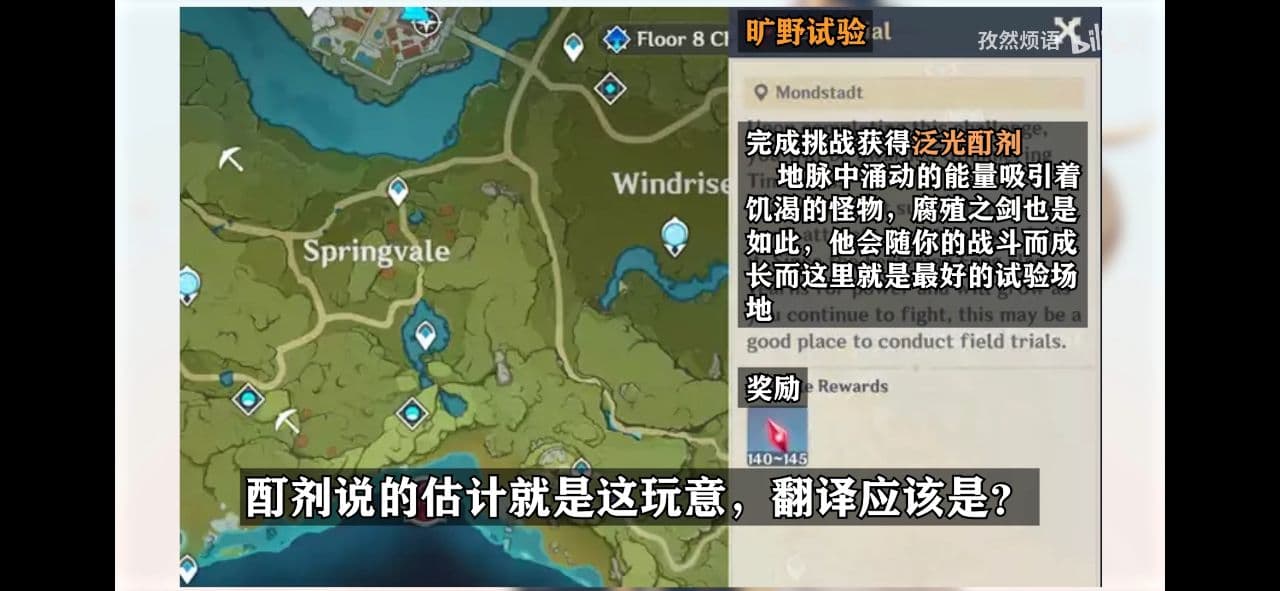 Floor 8 Ch
旷野试验
ial
孜然烦语
Mondstadt
完成挑战获得泛光酊剂
地脉中涌动的能量吸引着
饥渴的怪物，腐殖之剑也是
如此，他会随你的战斗而成
长而这里就是最好的试验场
地
u continue to fight, this may be a
good place to conduct field trials.
Windrise
Springvale
奖励
e Rewards
140~145
酊剂说的估计就是这玩意，翻译应该是？